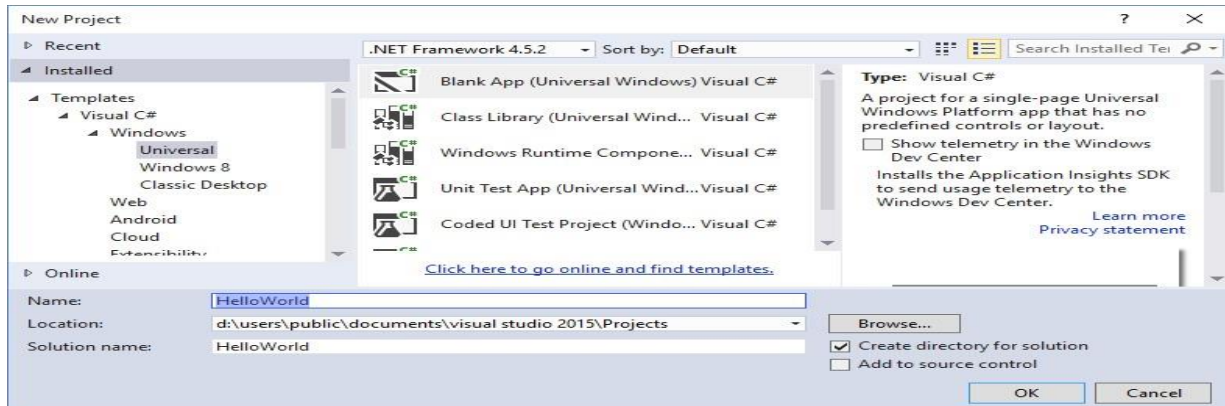 New Project
? ×
Recent
Installed
Templates
Visual C#
Windows
Universal
Windows 8
Classic Desktop
Web
Android
Cloud
Extensibility
Online
.NET Framework 4.5.2 Sort by: Default
Search Installed Te
C# Blank App (Universal Windows) Visual C#
C# Class Library (Universal Wind... Visual C#
C# Windows Runtime Compone... Visual C#
C# Unit Test App (Universal Wind... Visual C#
C# Coded UI Test Project (Windo... Visual C#
C#
Click here to go online and find templates.
Type: Visual C#
A project for a single-page Universal
Windows Platform app that has no
predefined controls or layout.
Show telemetry in the Windows
Dev Center
Installs the Application Insights SDK
to send usage telemetry to the
Windows Dev Center.
Learn more
Privacy statement
Name: HelloWorld
Location: d:\users\public\documents\visual studio 2015\Projects
Browse...
Solution name: HelloWorld
Create directory for solution
Add to source control
OK Cancel